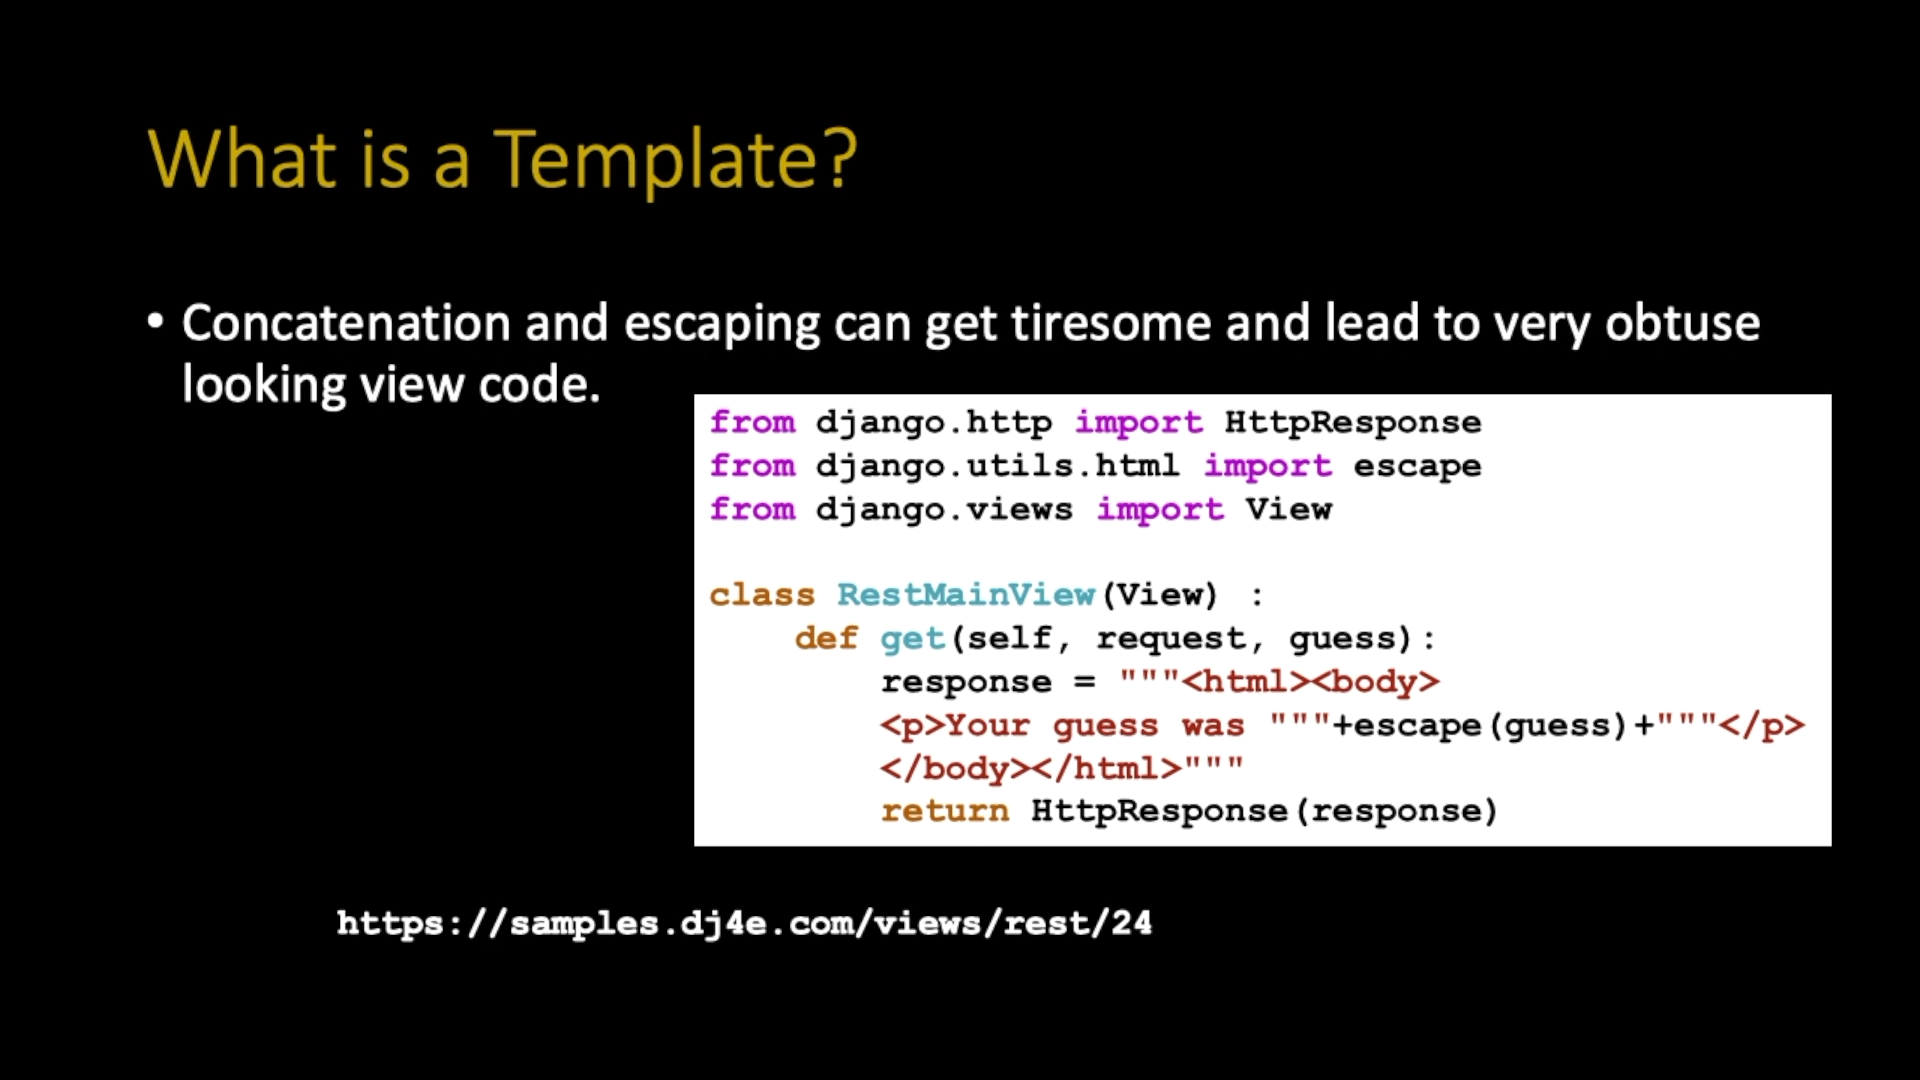 What is a Template?
• Concatenation and escaping can get tiresome and lead to very obtuse
looking view code.
from django.http import HttpResponse
from django.utils.html import escape
from django.views import View
class RestMainView(View) :
    def get(self, request, guess):
        response = """<html><body>
        <p>Your guess was """+escape(guess)+"""</p>
        </body></html>"""
        return HttpResponse(response)
https://samples.dj4e.com/views/rest/24